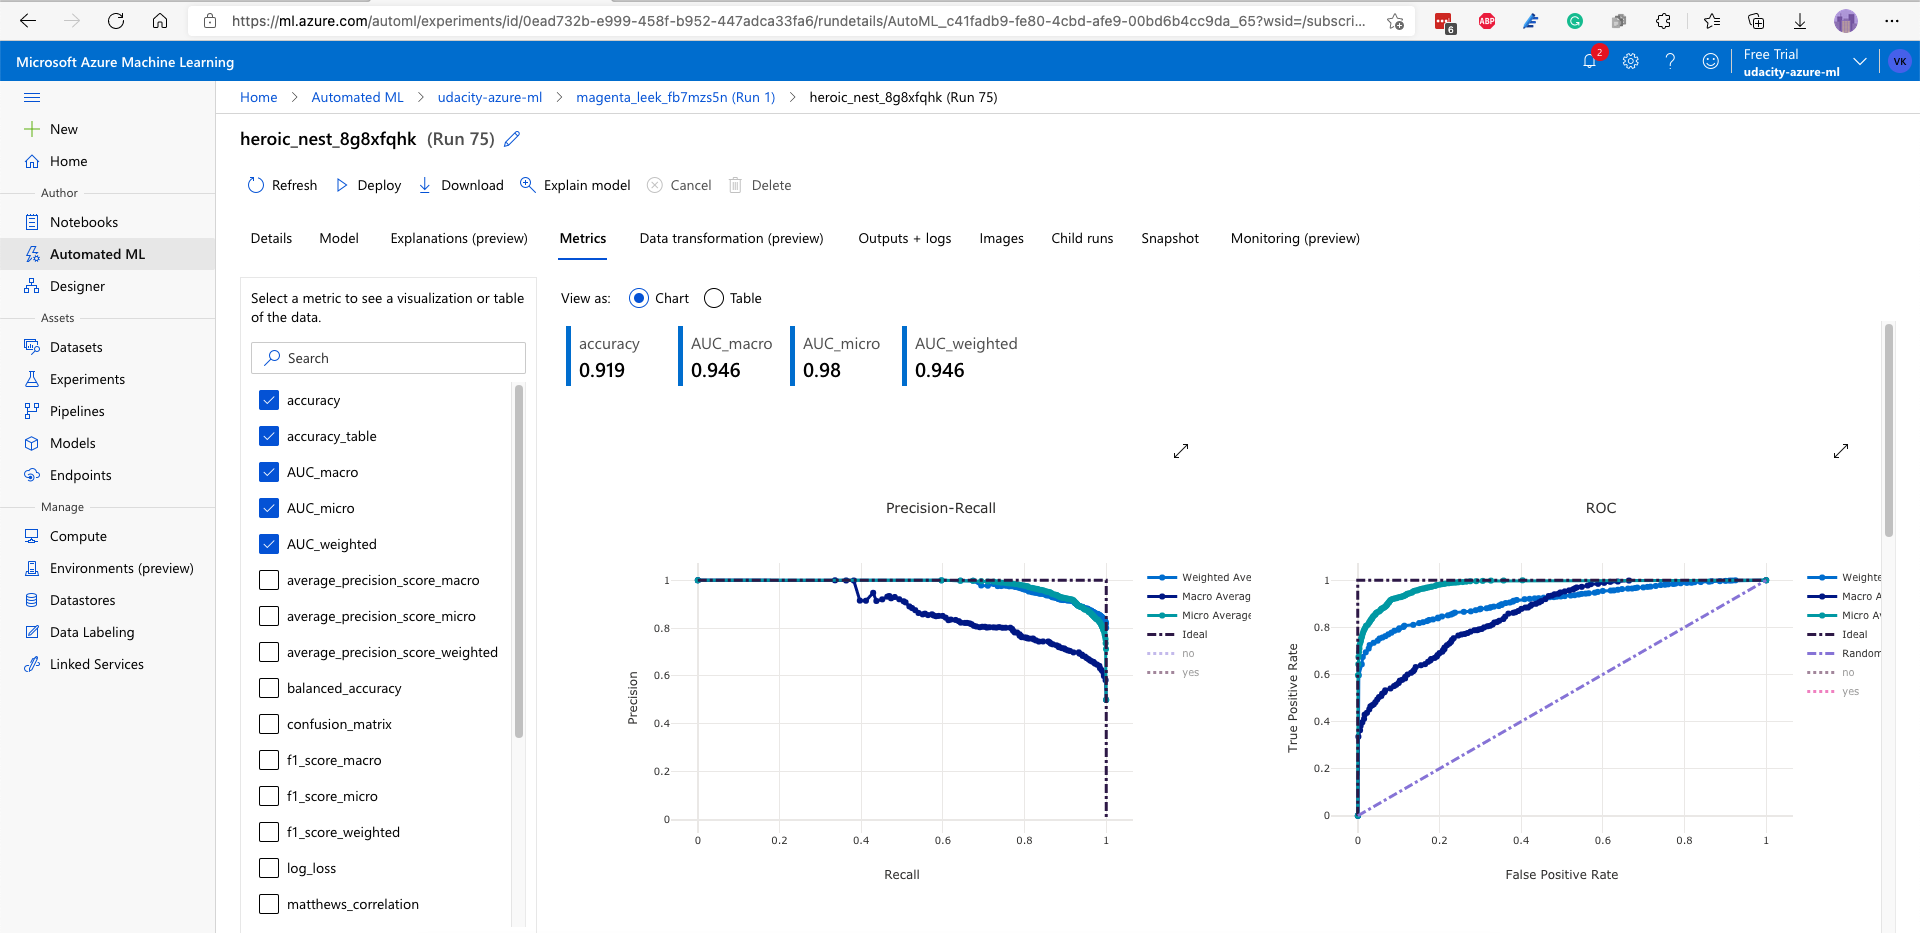 https://ml.azure.com/automl/experiments/id/0ead732b-e999-458f-b952-447adca33fa6/rundetails/AutoML_c41fadb9-fe80-4cbd-afe9-00bd6b4cc9da_65?wsid=/subscri...
6
ABP
Microsoft Azure Machine Learning
2
Free Trial
udacity-azure-ml
VK
New
Home
Author
Notebooks
Automated ML
Designer
Assets
Datasets
Experiments
Pipelines
Models
Endpoints
Manage
Compute
Environments (preview)
Datastores
Data Labeling
Linked Services
Home > Automated ML > udacity-azure-ml > magenta_leek_fb7mzs5n (Run 1) > heroic_nest_8g8xfqhk (Run 75)
heroic_nest_8g8xfqhk (Run 75)
Refresh Deploy Download Explain model Cancel Delete
Details Model Explanations (preview) Metrics Data transformation (preview) Outputs + logs Images Child runs Snapshot Monitoring (preview)
Select a metric to see a visualization or table
of the data.
Search
accuracy
accuracy_table
AUC_macro
AUC_micro
AUC_weighted
average_precision_score_macro
average_precision_score_micro
average_precision_score_weighted
balanced_accuracy
confusion_matrix
f1_score_macro
f1_score_micro
f1_score_weighted
log_loss
matthews_correlation
View as: Chart Table
accuracy AUC_macro AUC_micro AUC_weighted
0.919 0.946 0.98 0.946
Precision-Recall
Precision
1
0.8
0.6
0.4
0.2
0
0 0.2 0.4 0.6 0.8 1
Recall
Weighted Ave
Macro Averag
Micro Average
Ideal
no
yes
ROC
True Positive Rate
1
0.8
0.6
0.4
0.2
0
0 0.2 0.4 0.6 0.8 1
False Positive Rate
Weighte
Macro A
Micro Av
Ideal
Random
no
yes